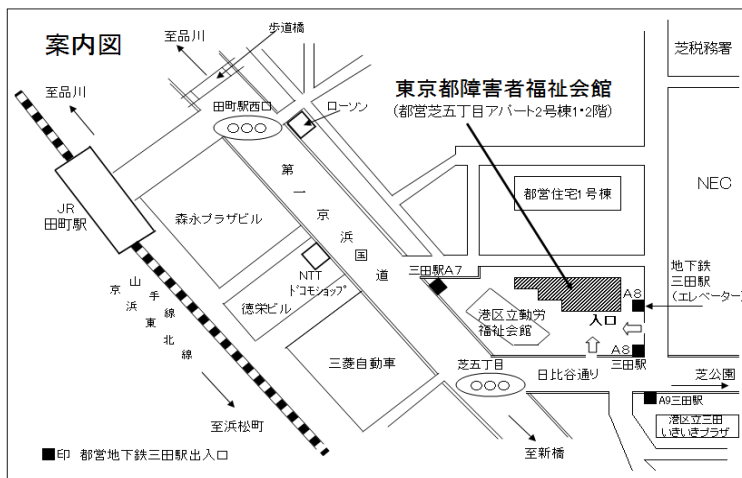 案内図
至品川
歩道橋
芝税務署
至品川
田町駅西口
ローソン
東京都障害者福祉会館
(都営芝五丁目アパート2号棟1・2階)
第一京浜国道
JR
田町駅
森永プラザビル
都営住宅1号棟
NEC
三田駅A7
地下鉄
三田駅
(エレベーター)
NTT
ドコモショップ
山手線
京浜東北線
徳栄ビル
港区立勤労
福祉会館
A8
入口
三菱自動車
芝五丁目
日比谷通り
A8
三田駅
芝公園
A9三田駅
至浜松町
港区立三田
いきいきプラザ
至新橋
■印 都営地下鉄三田駅出入口